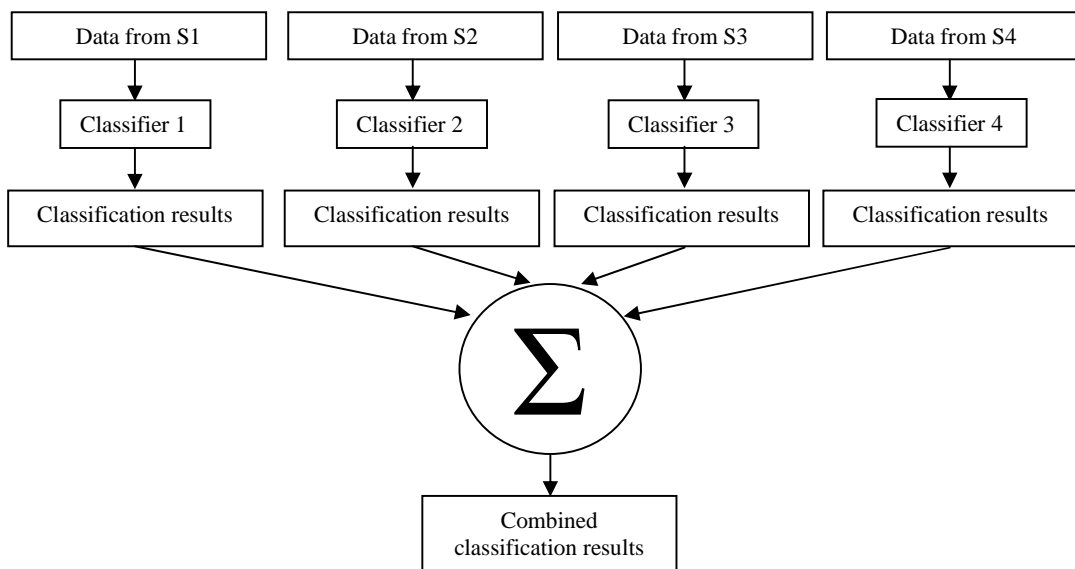 Data from S1
Data from S2
Data from S3
Data from S4
Classifier 1
Classifier 2
Classifier 3
Classifier 4
Classification results
Classification results
Classification results
Classification results
Σ
Combined
classification results